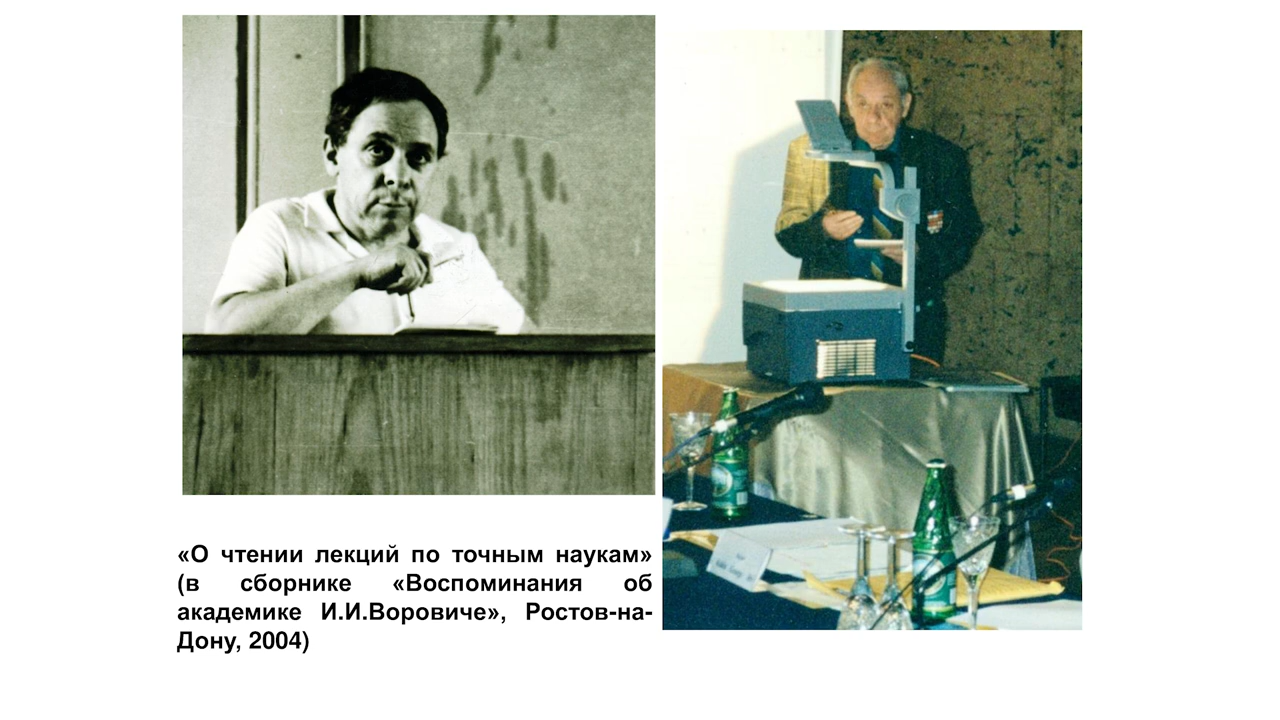 «О чтении лекций по точным наукам»
(в сборнике «Воспоминания об
академике И.И.Воровиче», Ростов-на-
Дону, 2004)